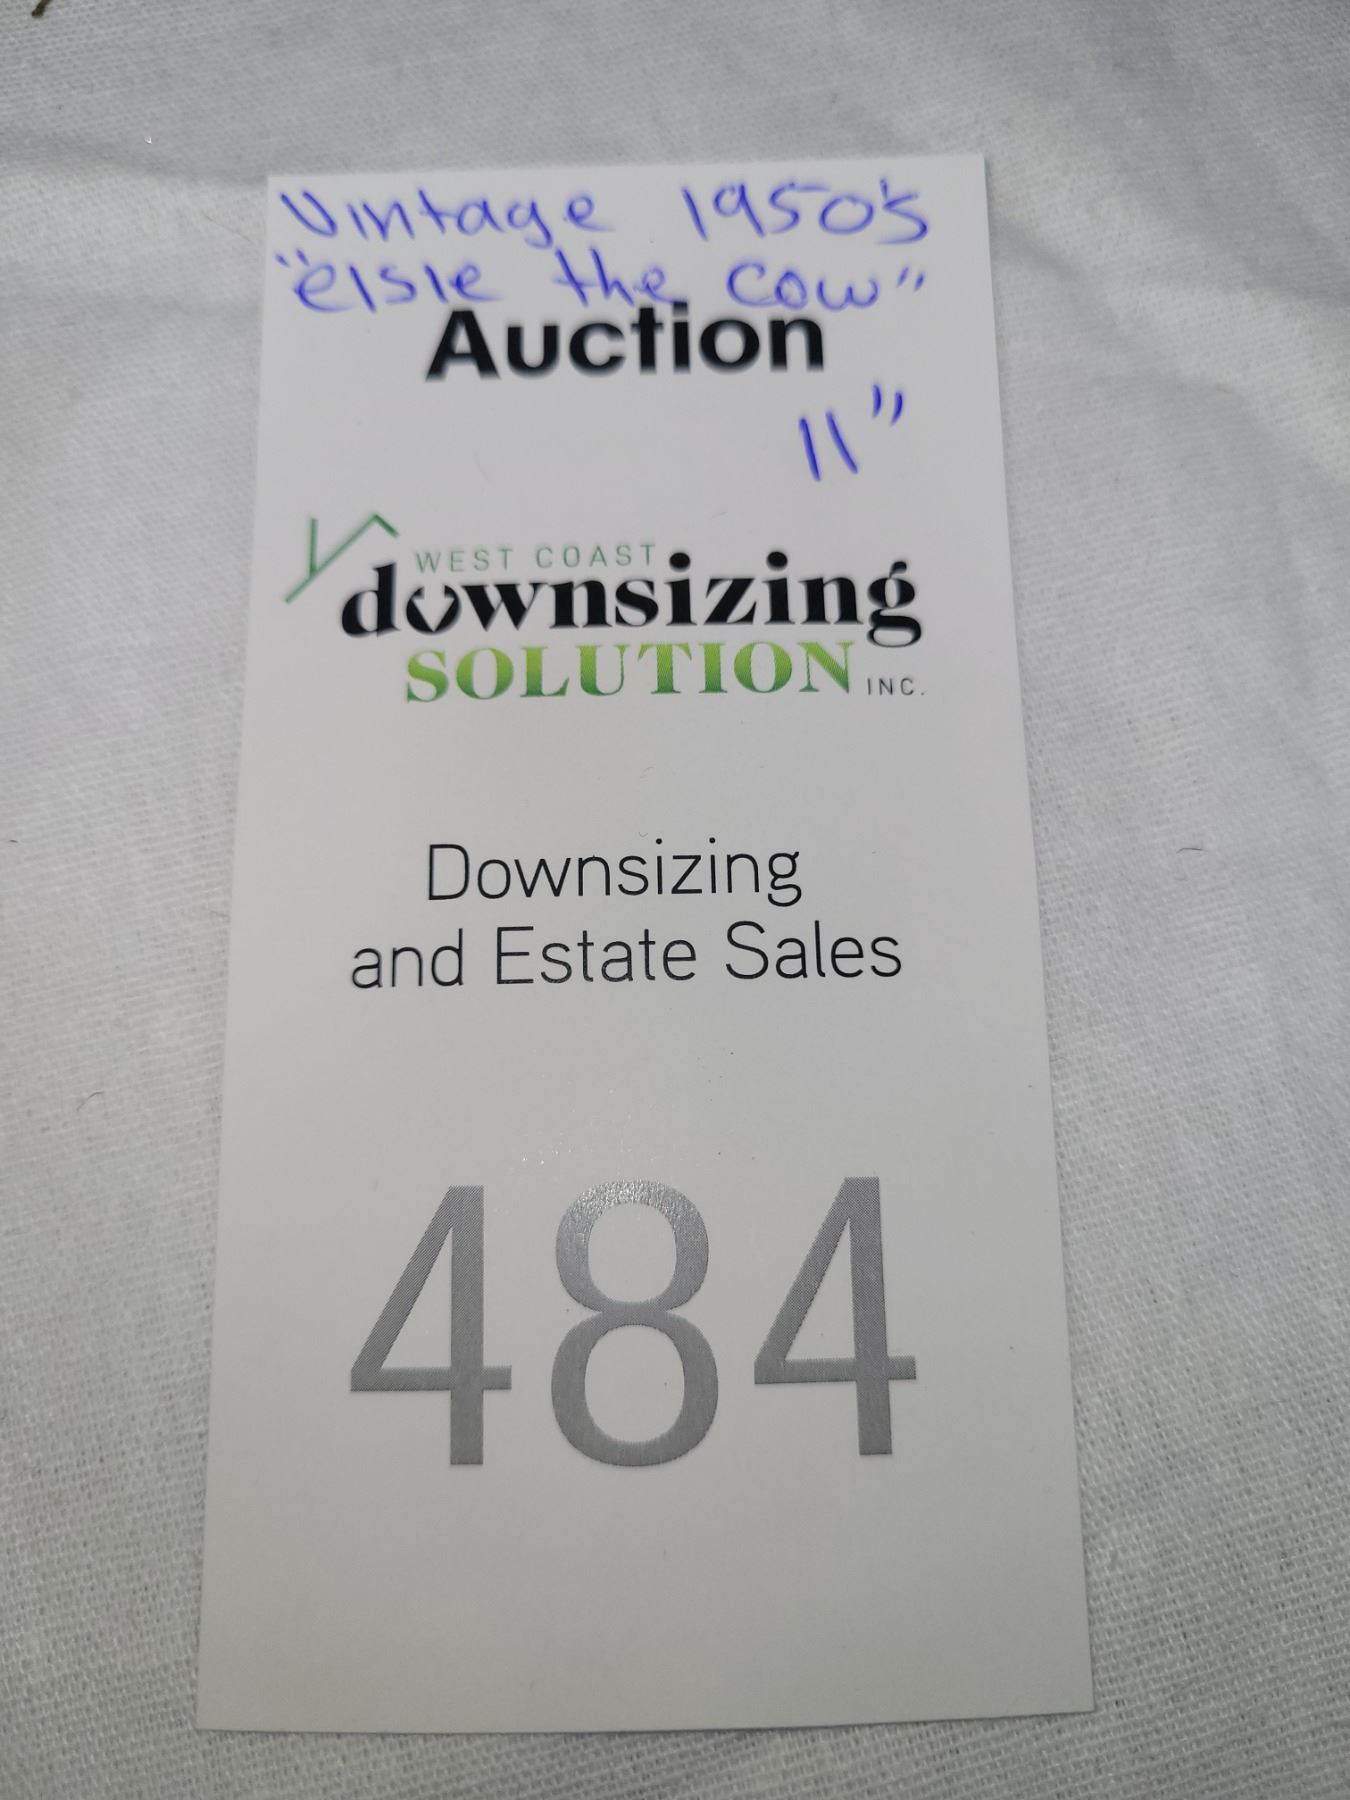 Vintage 1950's
"elsie the cow"
Auction
11"
WEST COAST
downsizing
SOLUTION INC.
Downsizing
and Estate Sales
484